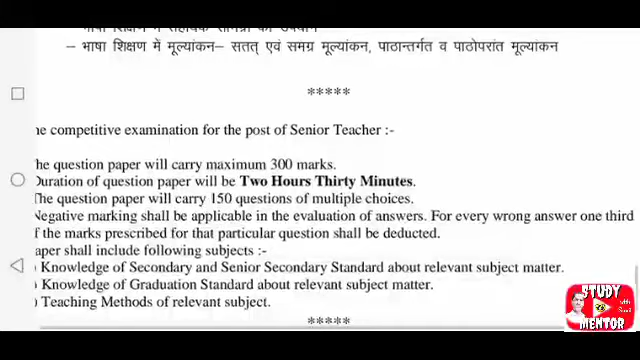 – भाषा शिक्षण में मूल्यांकन– सतत् एवं समग्र मूल्यांकन, पाठान्तर्गत व पाठोपरांत मूल्यांकन
*****
he competitive examination for the post of Senior Teacher :-
The question paper will carry maximum 300 marks.
Duration of question paper will be Two Hours Thirty Minutes.
The question paper will carry 150 questions of multiple choices.
Negative marking shall be applicable in the evaluation of answers. For every wrong answer one third
f the marks prescribed for that particular question shall be deducted.
aper shall include following subjects :-
) Knowledge of Secondary and Senior Secondary Standard about relevant subject matter.
) Knowledge of Graduation Standard about relevant subject matter.
) Teaching Methods of relevant subject.
*****
STUDY
MENTOR